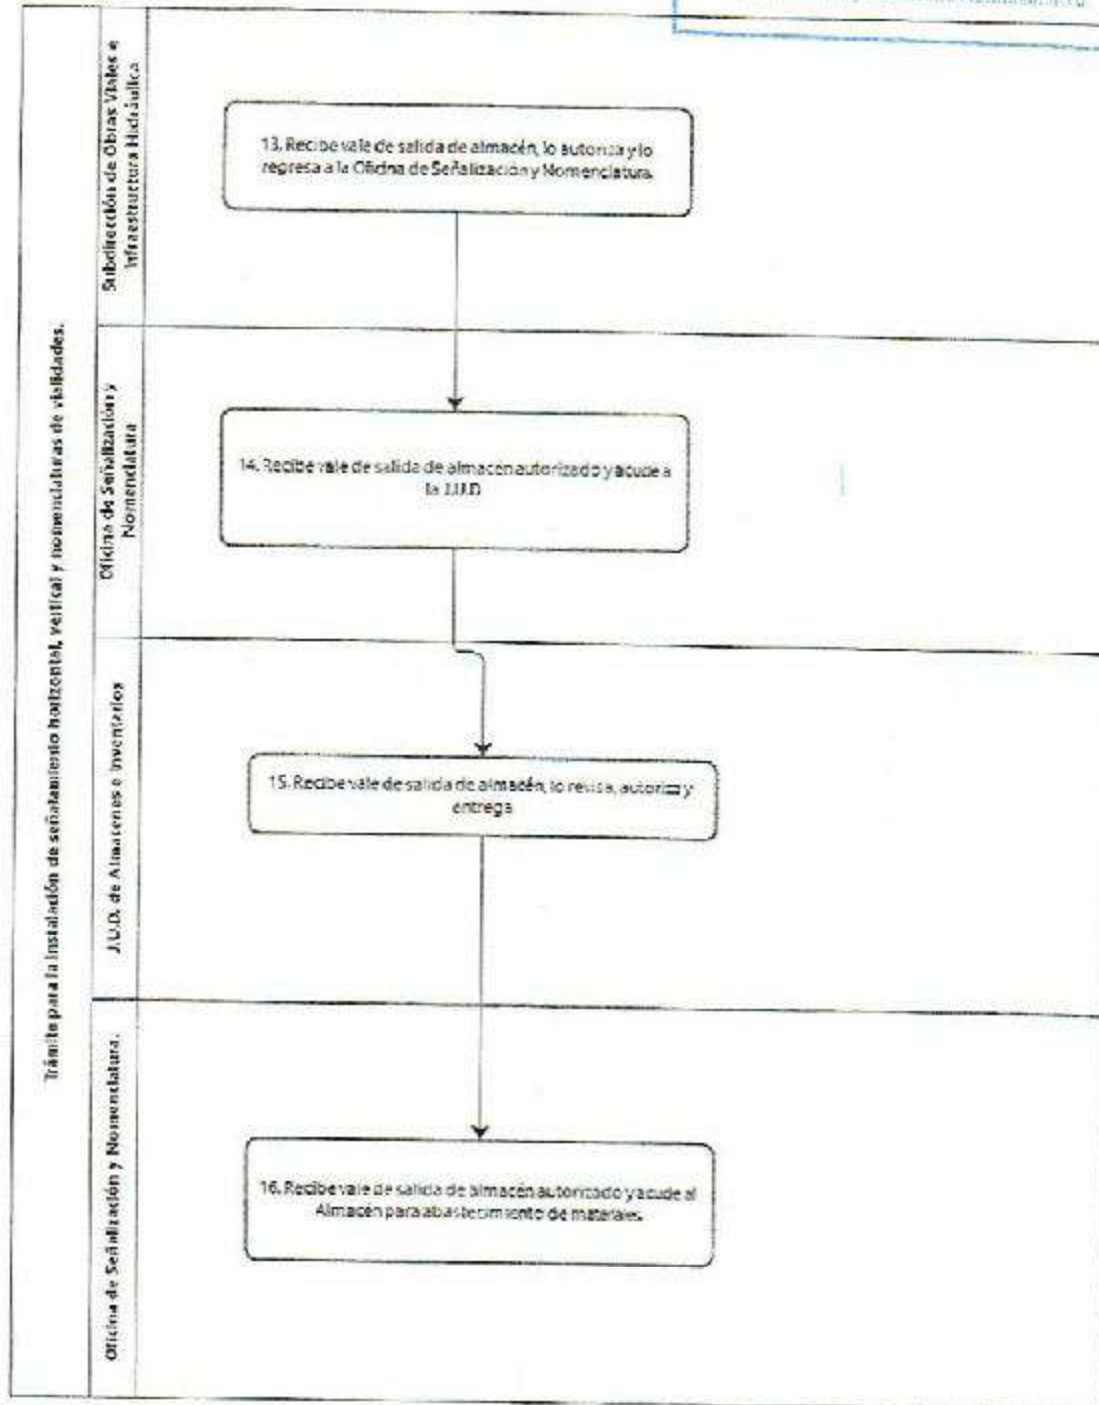 Trámite para la instalación de señalamiento horizontal, vertical y nomenclaturas de vialidades.
Subdirección de Obras Viales e
Infraestructura Hidráulica
13. Recibe vale de salida de almacén, lo autoriza y lo
regresa a la Oficina de Señalización y Nomenclatura.
Oficina de Señalización y
Nomenclatura
14. Recibe vale de salida de almacén autorizado y acude a
la J.U.D
J.U.D. de Almacenes e Inventarios
15. Recibe vale de salida de almacén, lo revisa, autoriza y
entrega
Oficina de Señalización y Nomenclatura.
16. Recibe vale de salida de almacén autorizado y acude al
Almacén para abastecimiento de materiales.